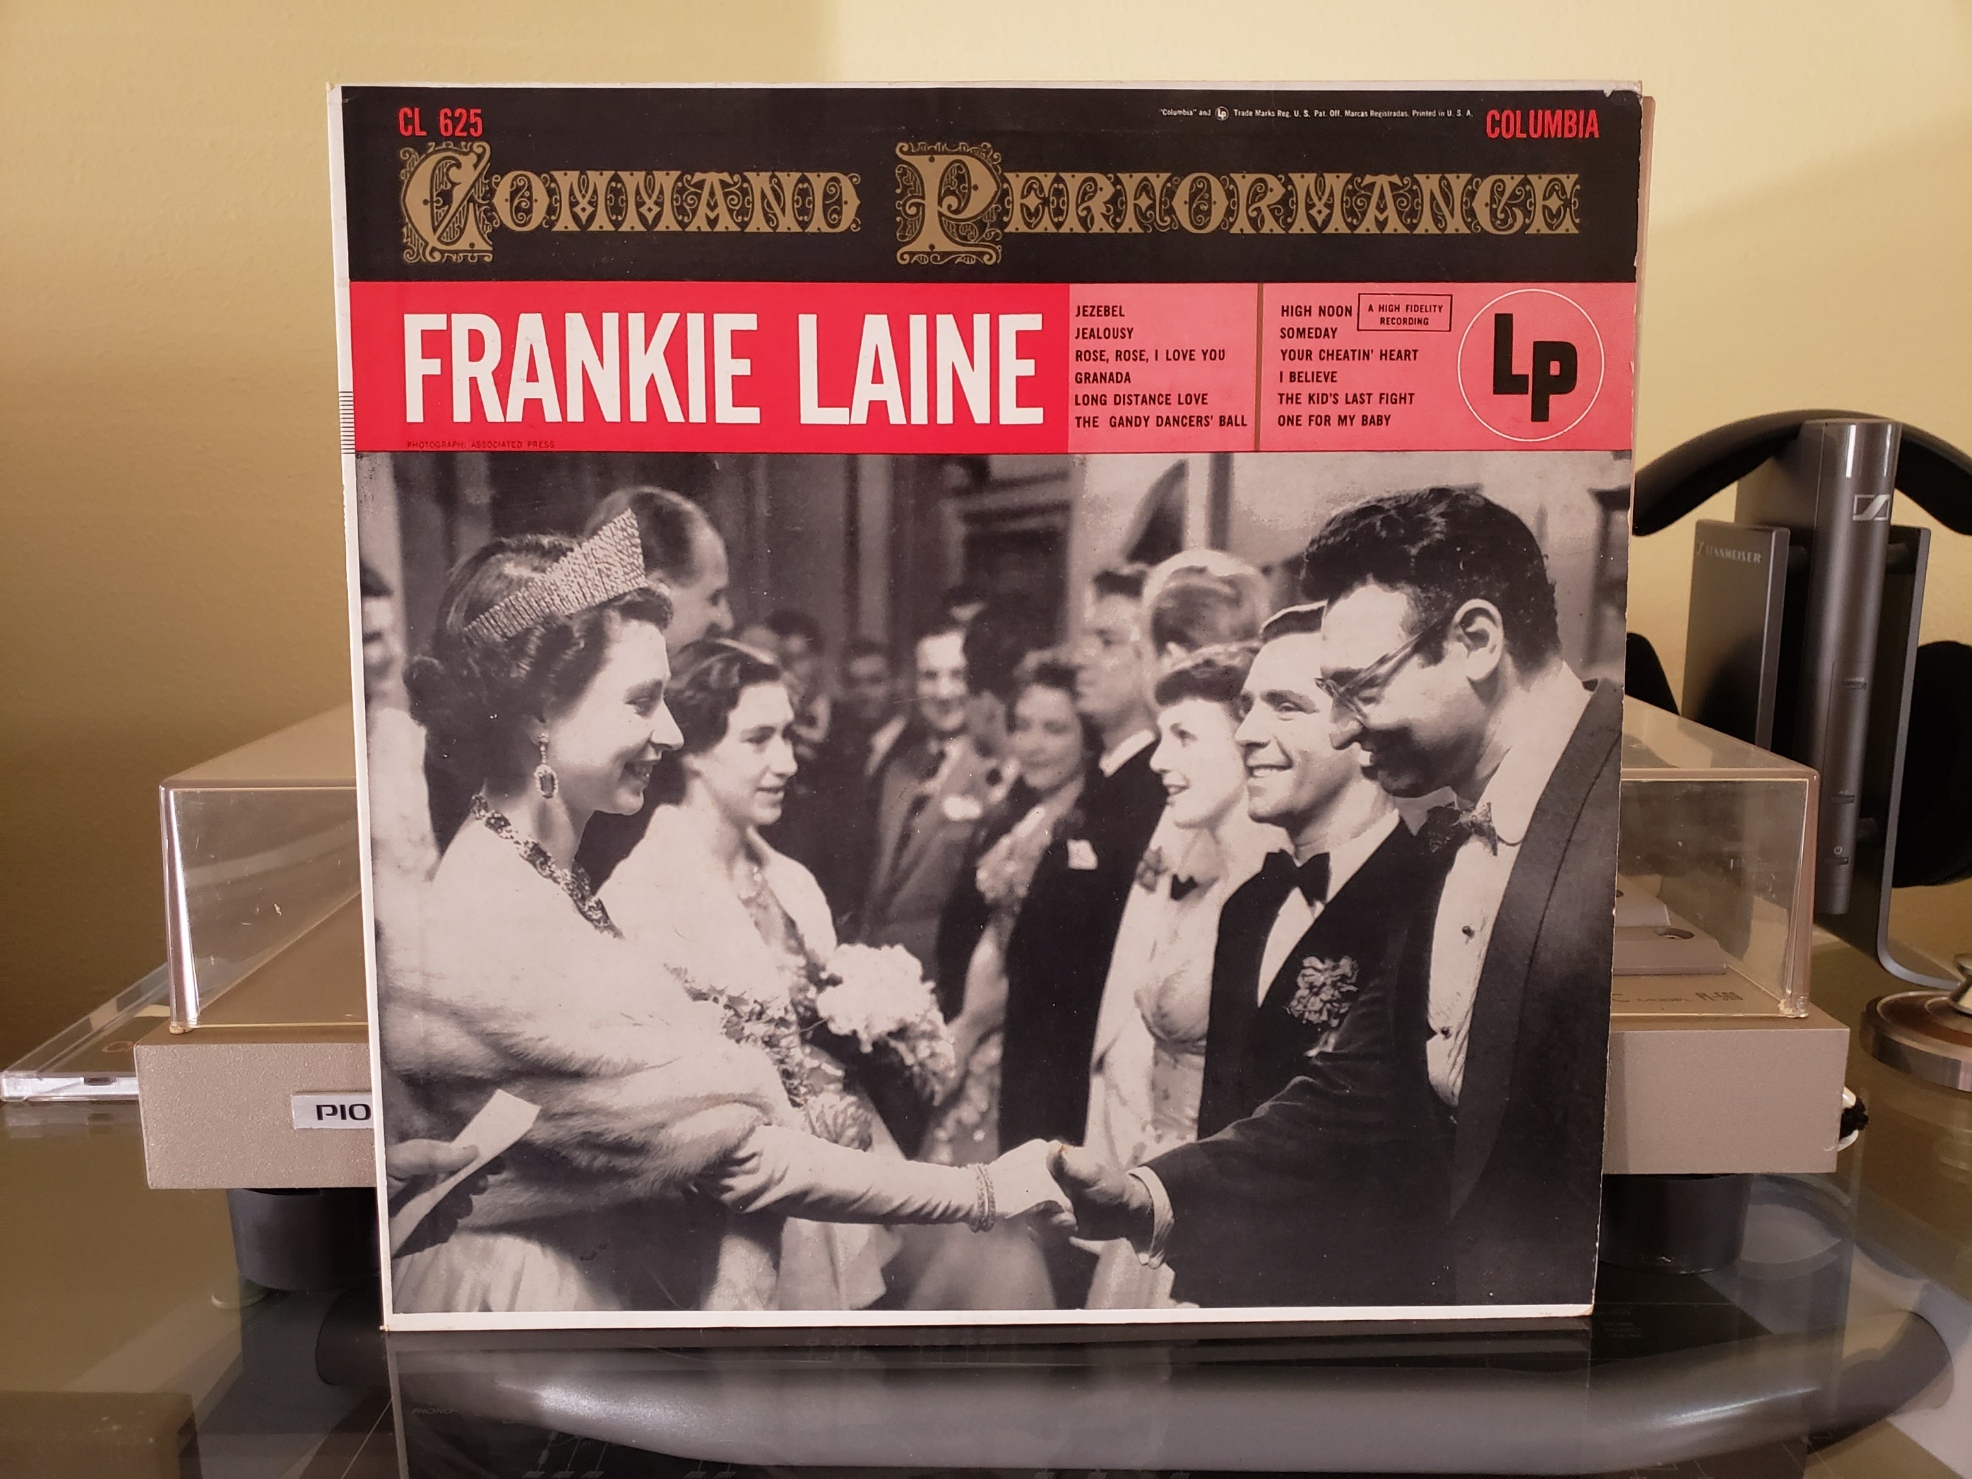 CL 625
"Columbia" and Lp Trade Marks Reg. U. S. Pat. Off. Marcas Registradas. Printed in U. S. A.
COLUMBIA
COMMAND PERFORMANCE
FRANKIE LAINE
PHOTOGRAPH: ASSOCIATED PRESS
JEZEBEL
JEALOUSY
ROSE, ROSE, I LOVE YOU
GRANADA
LONG DISTANCE LOVE
THE GANDY DANCERS' BALL
HIGH NOON
SOMEDAY
YOUR CHEATIN' HEART
I BELIEVE
THE KID'S LAST FIGHT
ONE FOR MY BABY
A HIGH FIDELITY
RECORDING
LP
SENNHEISER
PIO